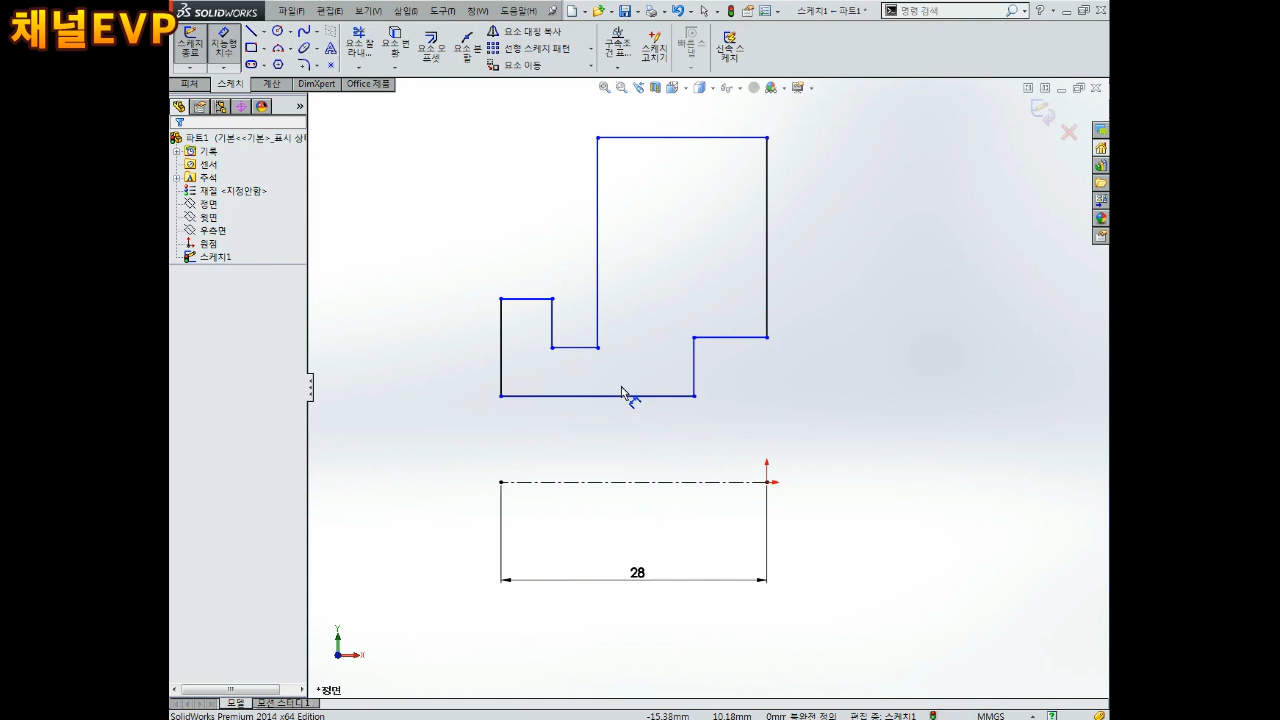 채널EVP
SOLIDWORKS
파일(F) 편집(E) 보기(V) 삽입(I) 도구(T) 창(W) 도움말(H)
스케치1 – 파트1 *
명령 검색
스케치 종료
지능형 치수
요소 잘라내...
요소 변환
요소 오프셋
요소 분할
요소 대칭 복사
선형 스케치 패턴
요소 이동
구속조건 표...
스케치 고치기
빠른 스냅
신속 스케치
피처 스케치 계산 DimXpert Office 제품
파트1 (기본<<기본>_표시 상태
기록
센서
주석
재질 <지정안함>
정면
윗면
우측면
원점
스케치1
28
Y
X
*정면
모델 모션 스터디 1
SolidWorks Premium 2014 x64 Edition
-15.38mm 10.18mm 0mm 불완전 정의 편집 중: 스케치1 MMGS